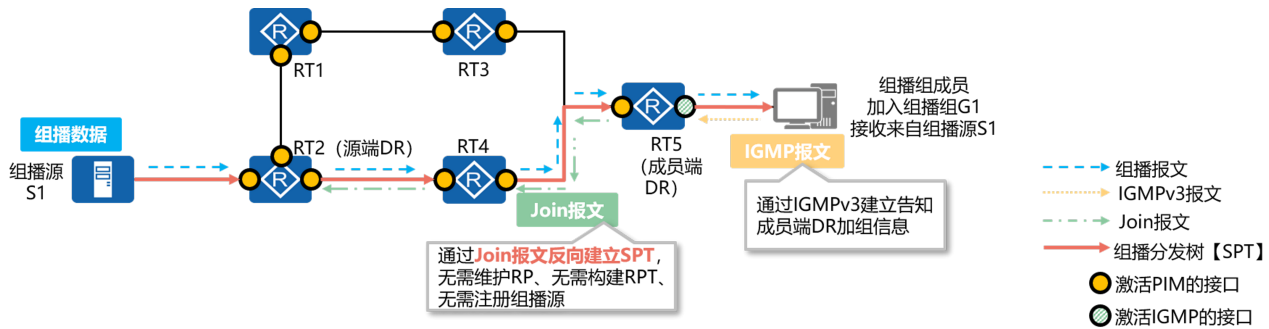 R
RT1
R
RT3
组播数据
组播源
S1
R
RT2
(源端DR)
R
RT4
R
RT5
(成员端
DR)
组播组成员
加入组播组G1
接收来自组播源S1
IGMP报文
通过IGMPv3建立告知
成员端DR加组信息
Join报文
通过Join报文反向建立SPT,
无需维护RP、无需构建RPT、
无需注册组播源
组播报文
IGMPv3报文
Join报文
组播分发树【SPT】
激活PIM的接口
激活IGMP的接口